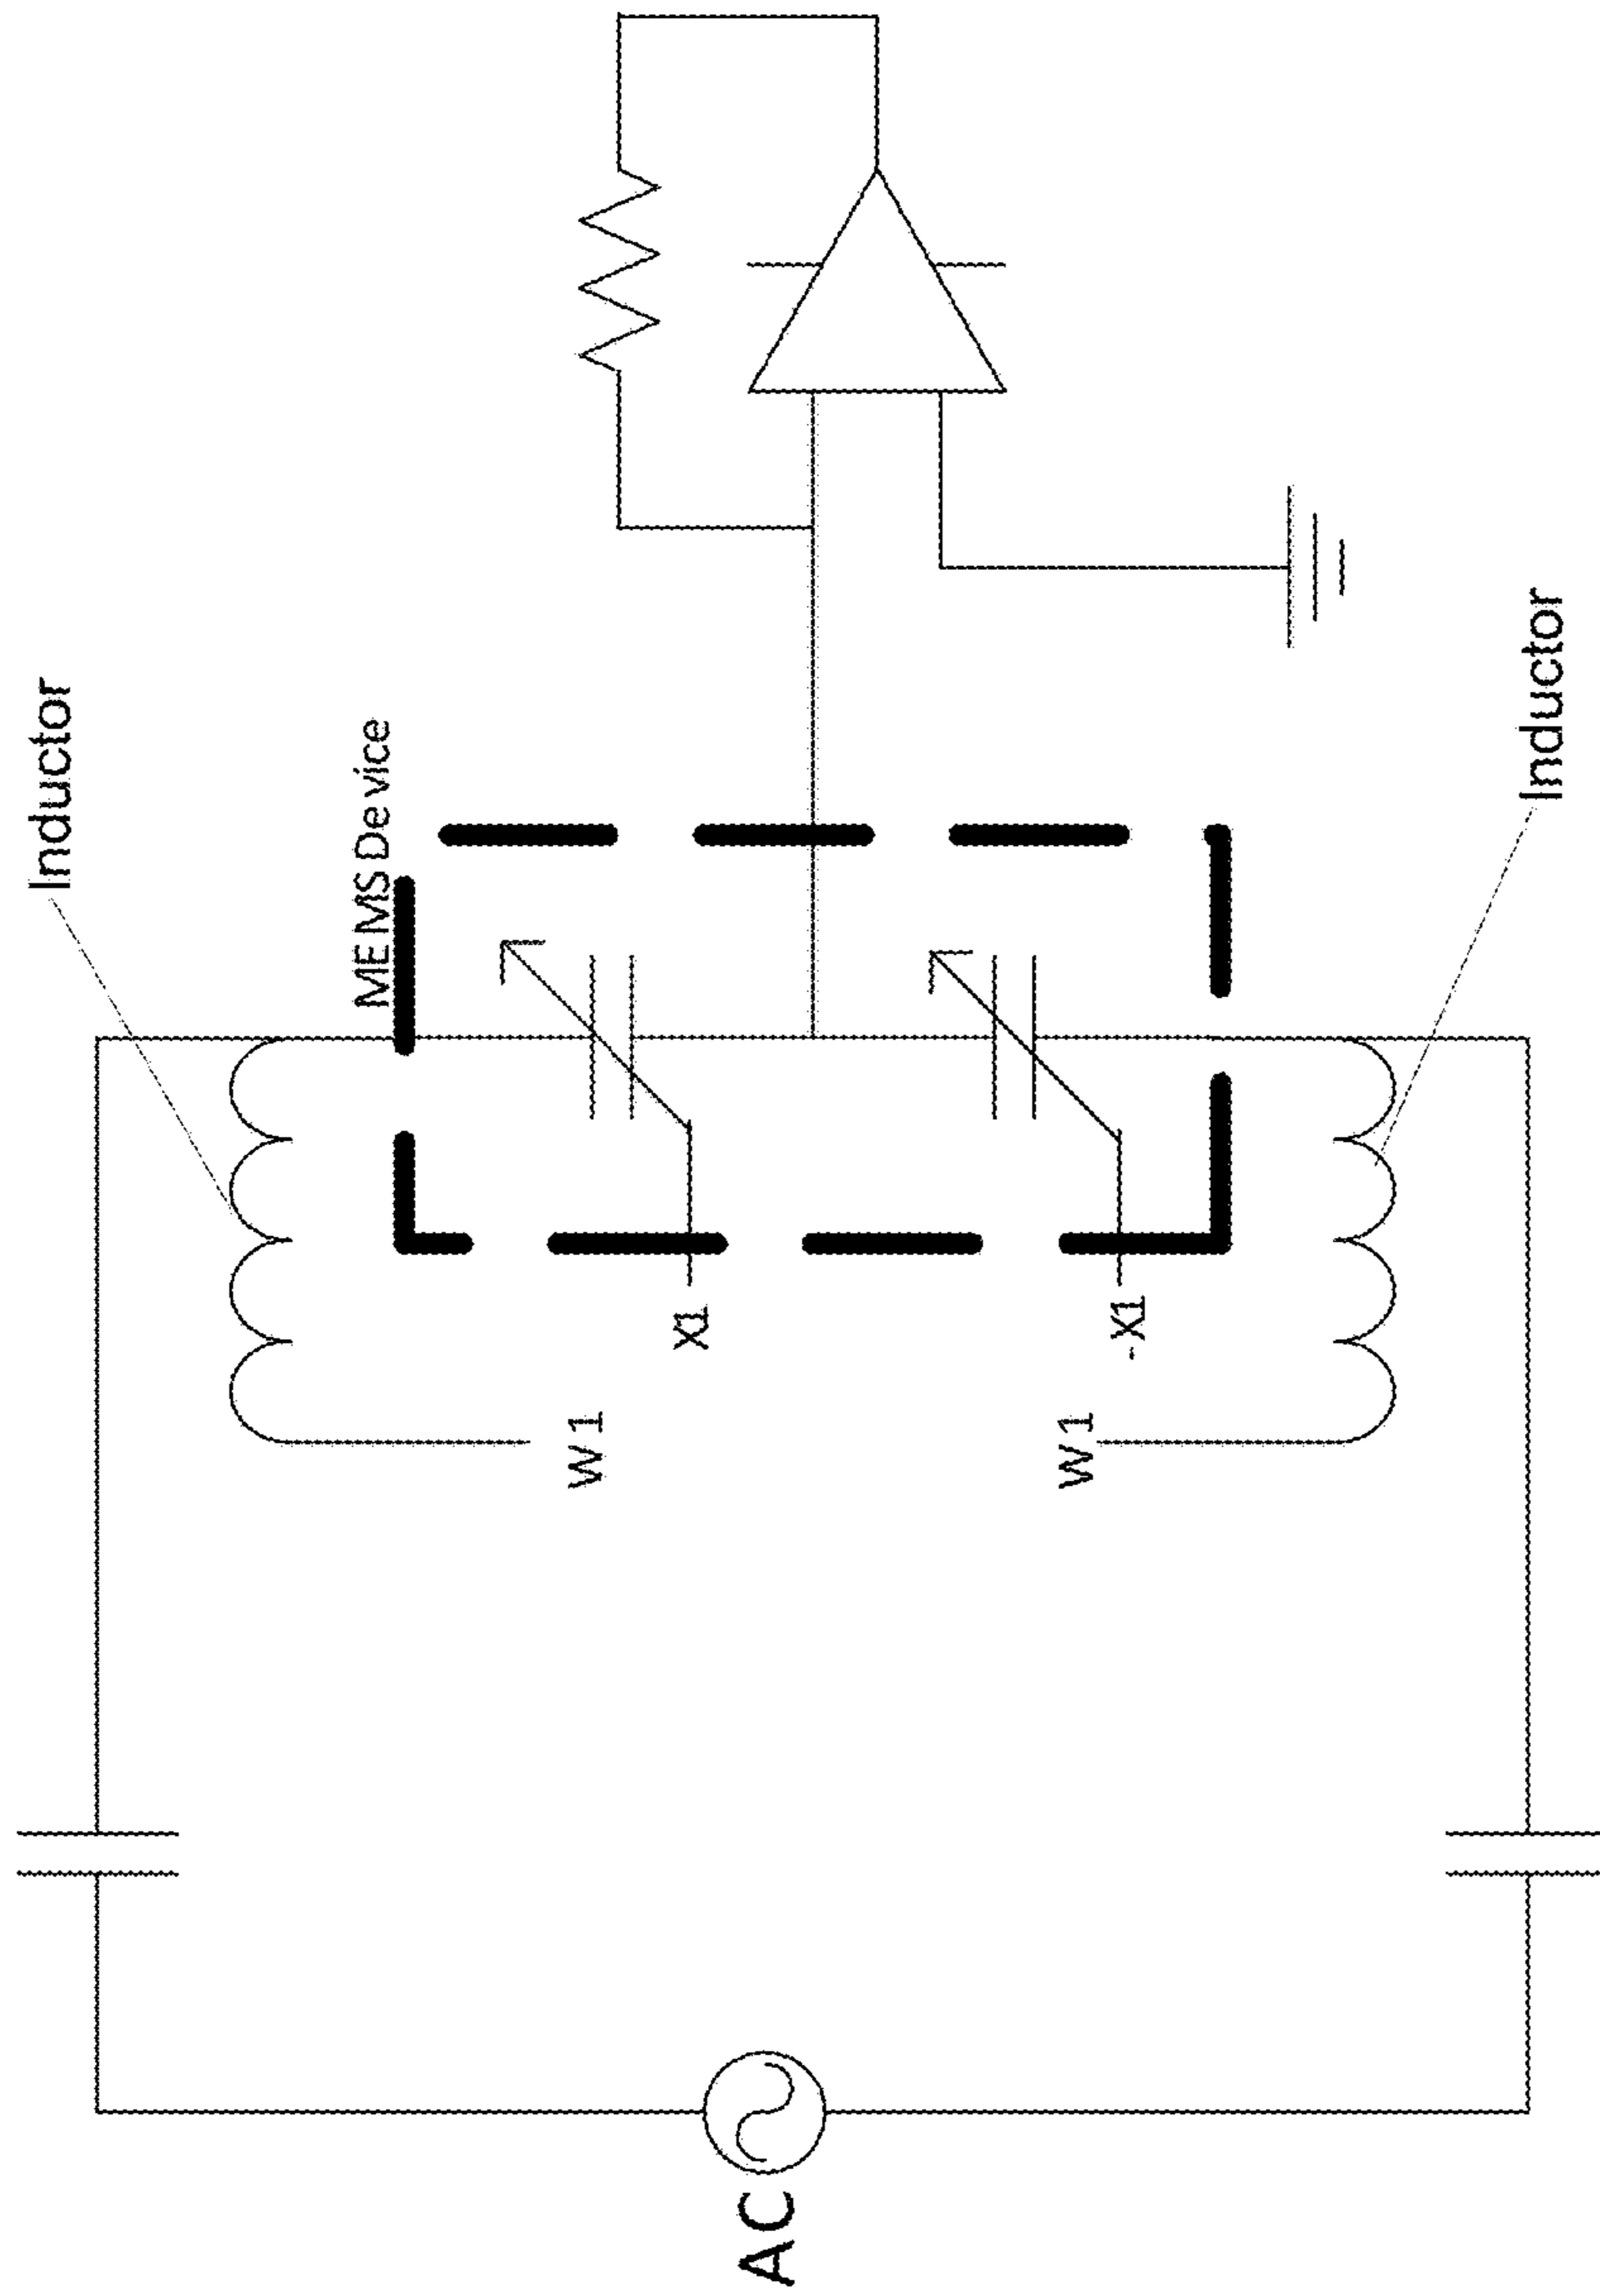 Inductor
MEMS Device
X1
-X1
W1
W1
Inductor
AC